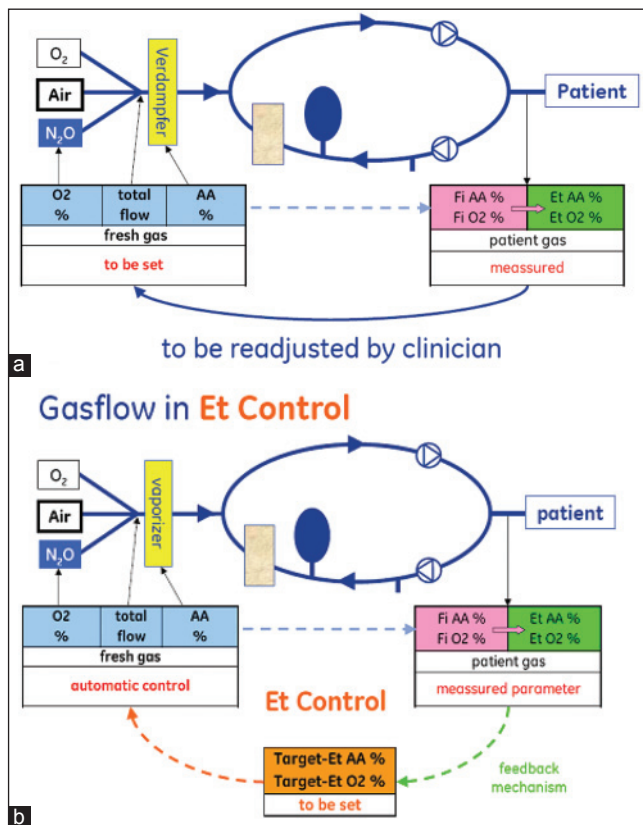 O2
Air
N2O
Verdampfer
Patient
O2
%
total
flow
AA
%
fresh gas
to be set
Fi AA %
Fi O2 %
Et AA %
Et O2 %
patient gas
meassured
to be readjusted by clinician
a
Gasflow in Et Control
O2
Air
N2O
vaporizer
patient
O2
%
total
flow
AA
%
fresh gas
automatic control
Fi AA %
Fi O2 %
Et AA %
Et O2 %
patient gas
meassured parameter
Et Control
Target-Et AA %
Target-Et O2 %
to be set
feedback
mechanism
b